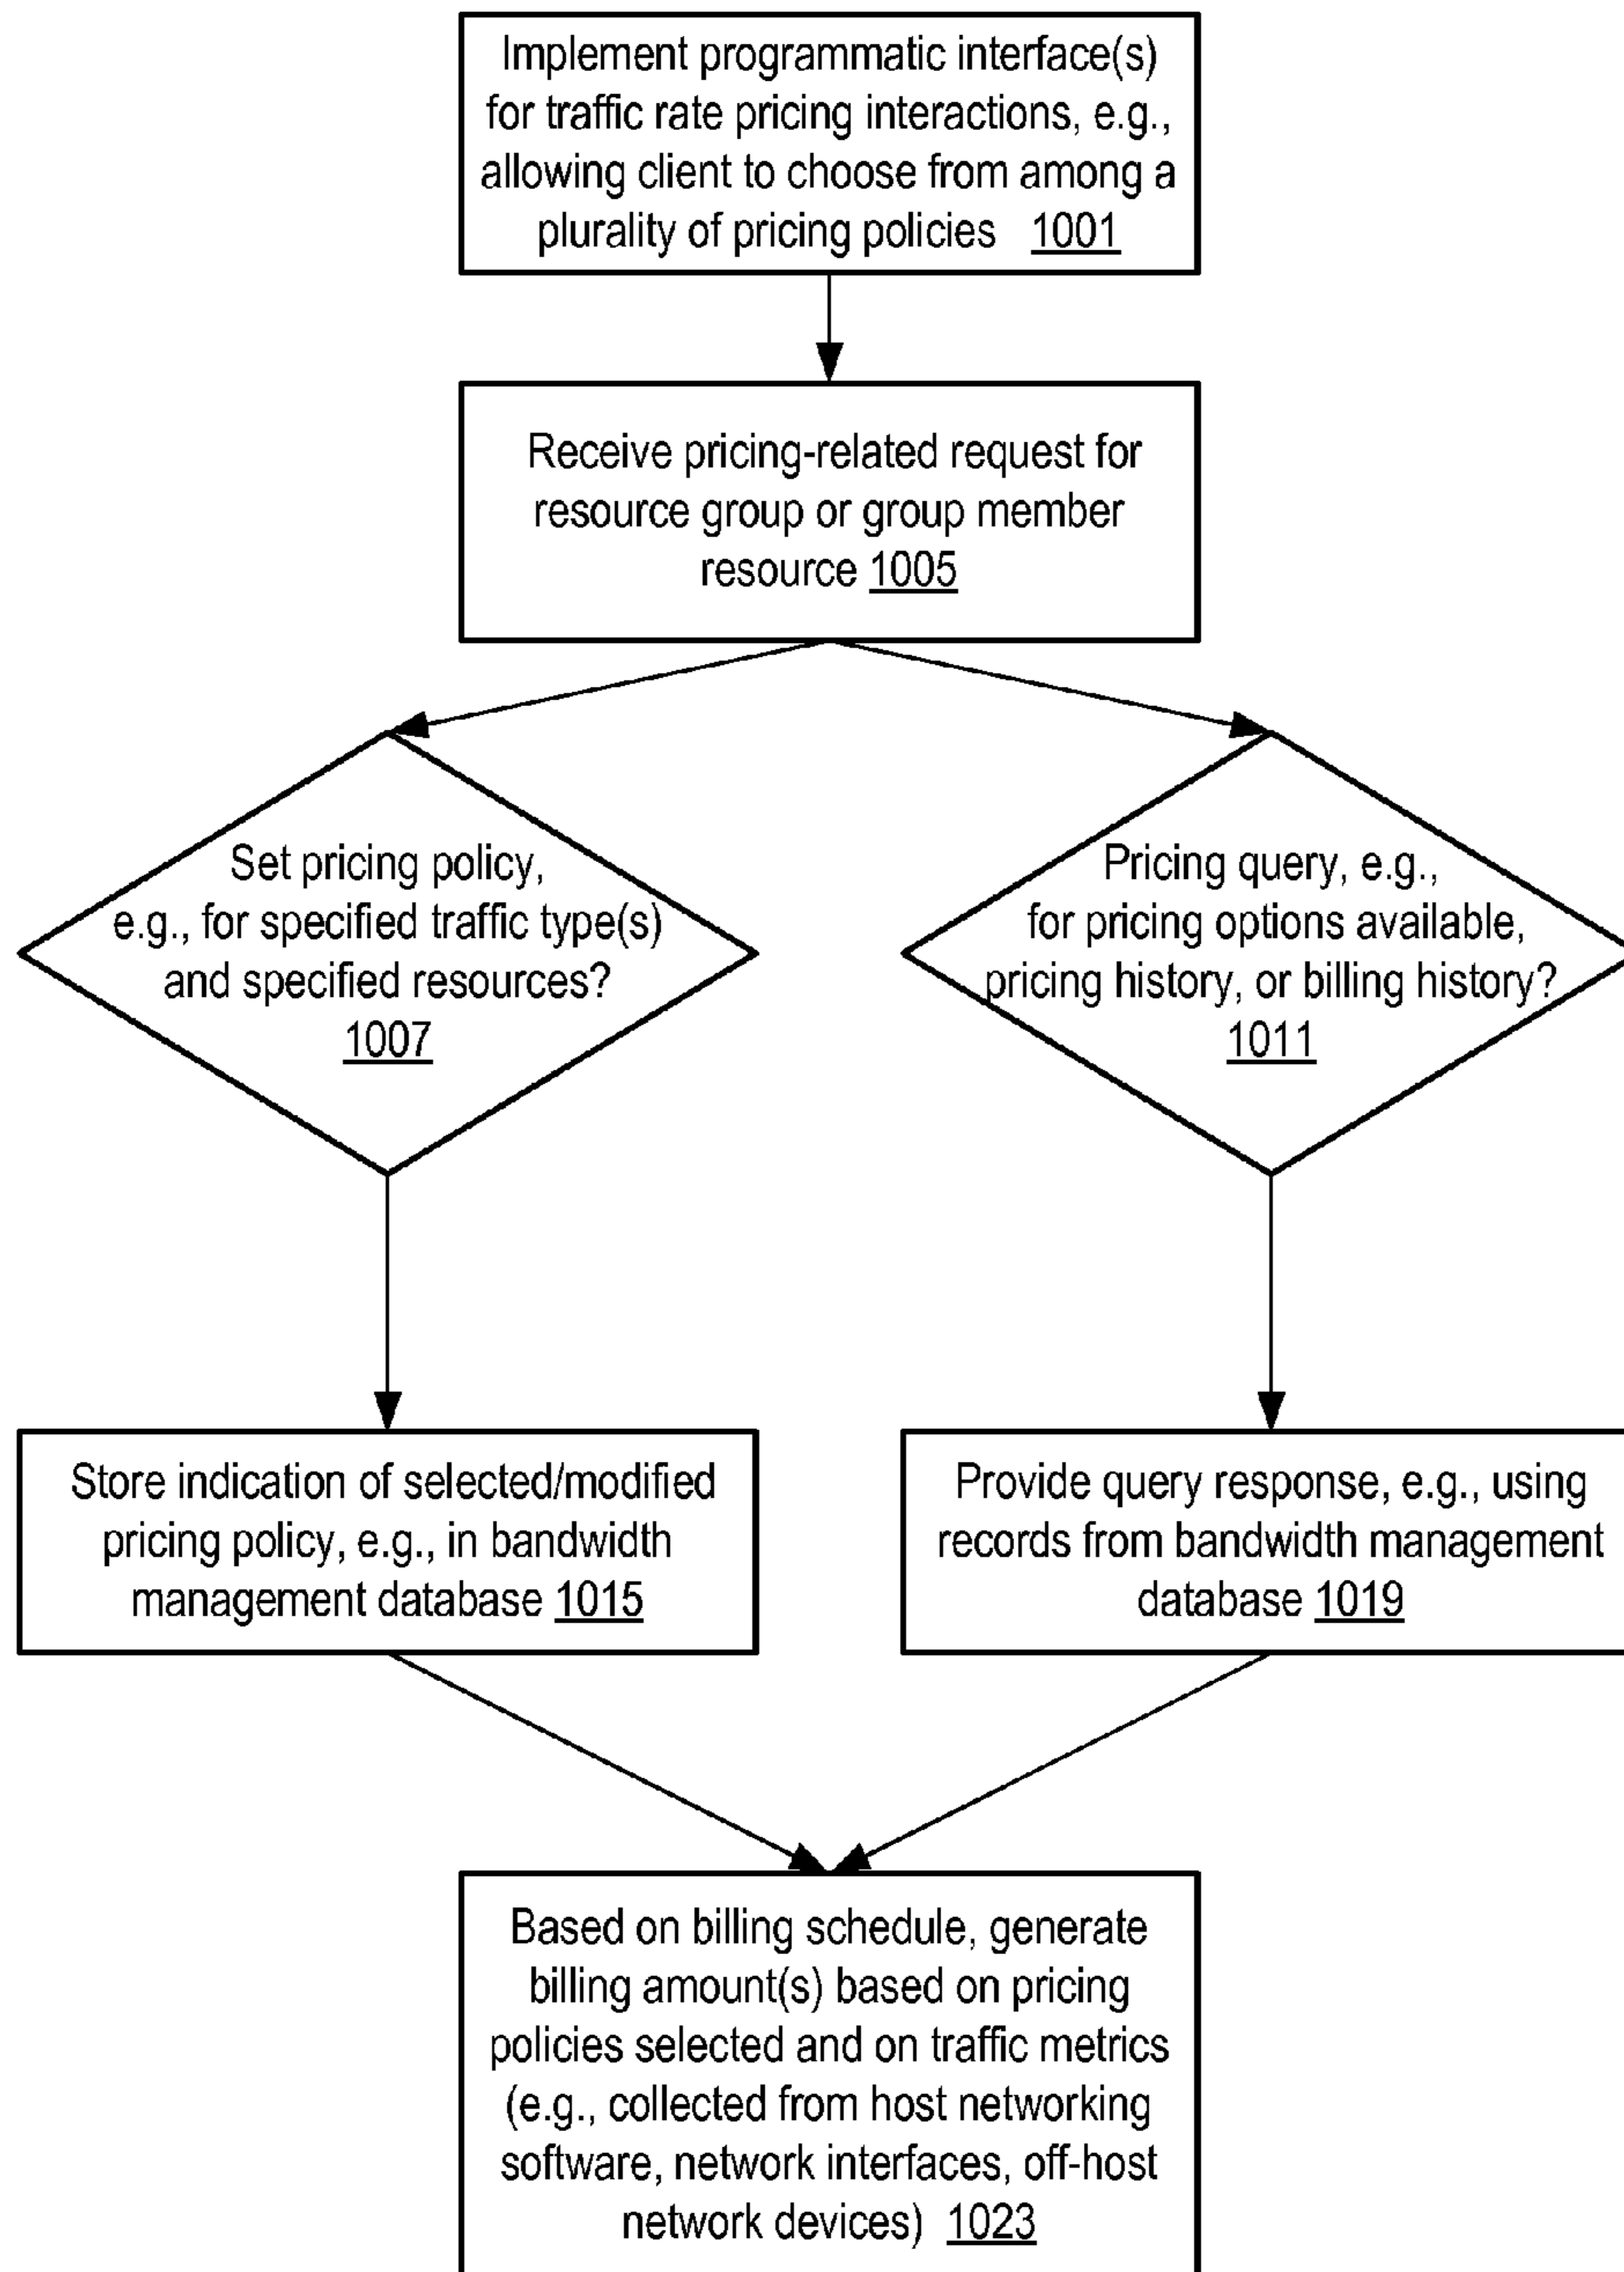 Implement programmatic interface(s)
for traffic rate pricing interactions, e.g.,
allowing client to choose from among a
plurality of pricing policies 1001
Receive pricing-related request for
resource group or group member
resource 1005
Set pricing policy,
e.g., for specified traffic type(s)
and specified resources?
1007
Pricing query, e.g.,
for pricing options available,
pricing history, or billing history?
1011
Store indication of selected/modified
pricing policy, e.g., in bandwidth
management database 1015
Provide query response, e.g., using
records from bandwidth management
database 1019
Based on billing schedule, generate
billing amount(s) based on pricing
policies selected and on traffic metrics
(e.g., collected from host networking
software, network interfaces, off-host
network devices) 1023